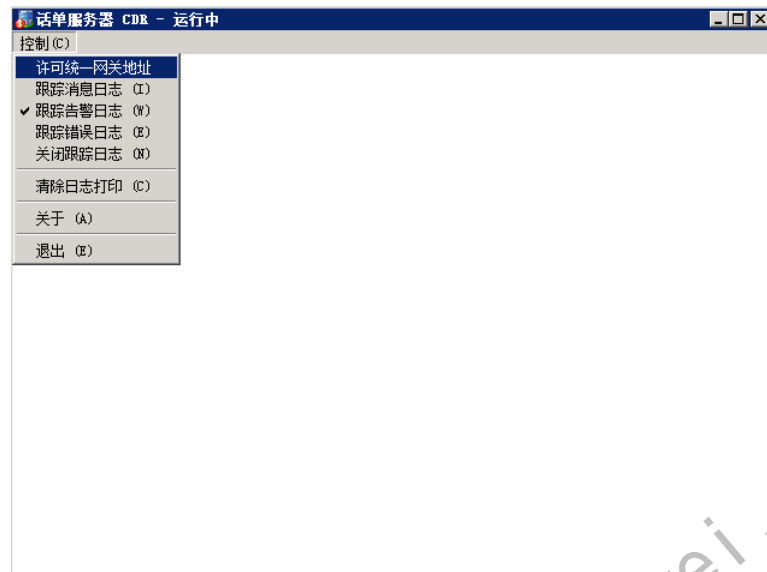 话单服务器 CDR - 运行中
控制(C)
许可统一网关地址
跟踪消息日志 (I)
跟踪告警日志 (W)
跟踪错误日志 (E)
关闭跟踪日志 (N)
清除日志打印 (C)
关于 (A)
退出 (E)
ei